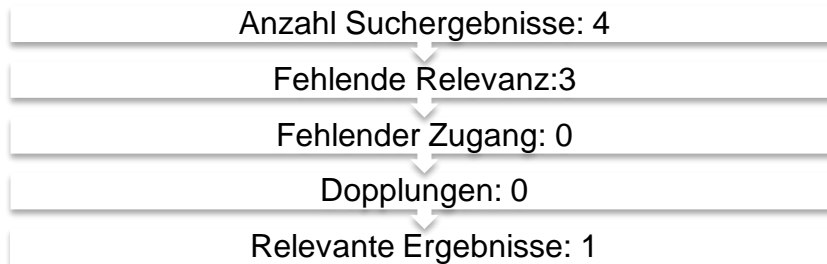 Anzahl Suchergebnisse: 4
Fehlende Relevanz:3
Fehlender Zugang: 0
Dopplungen: 0
Relevante Ergebnisse: 1